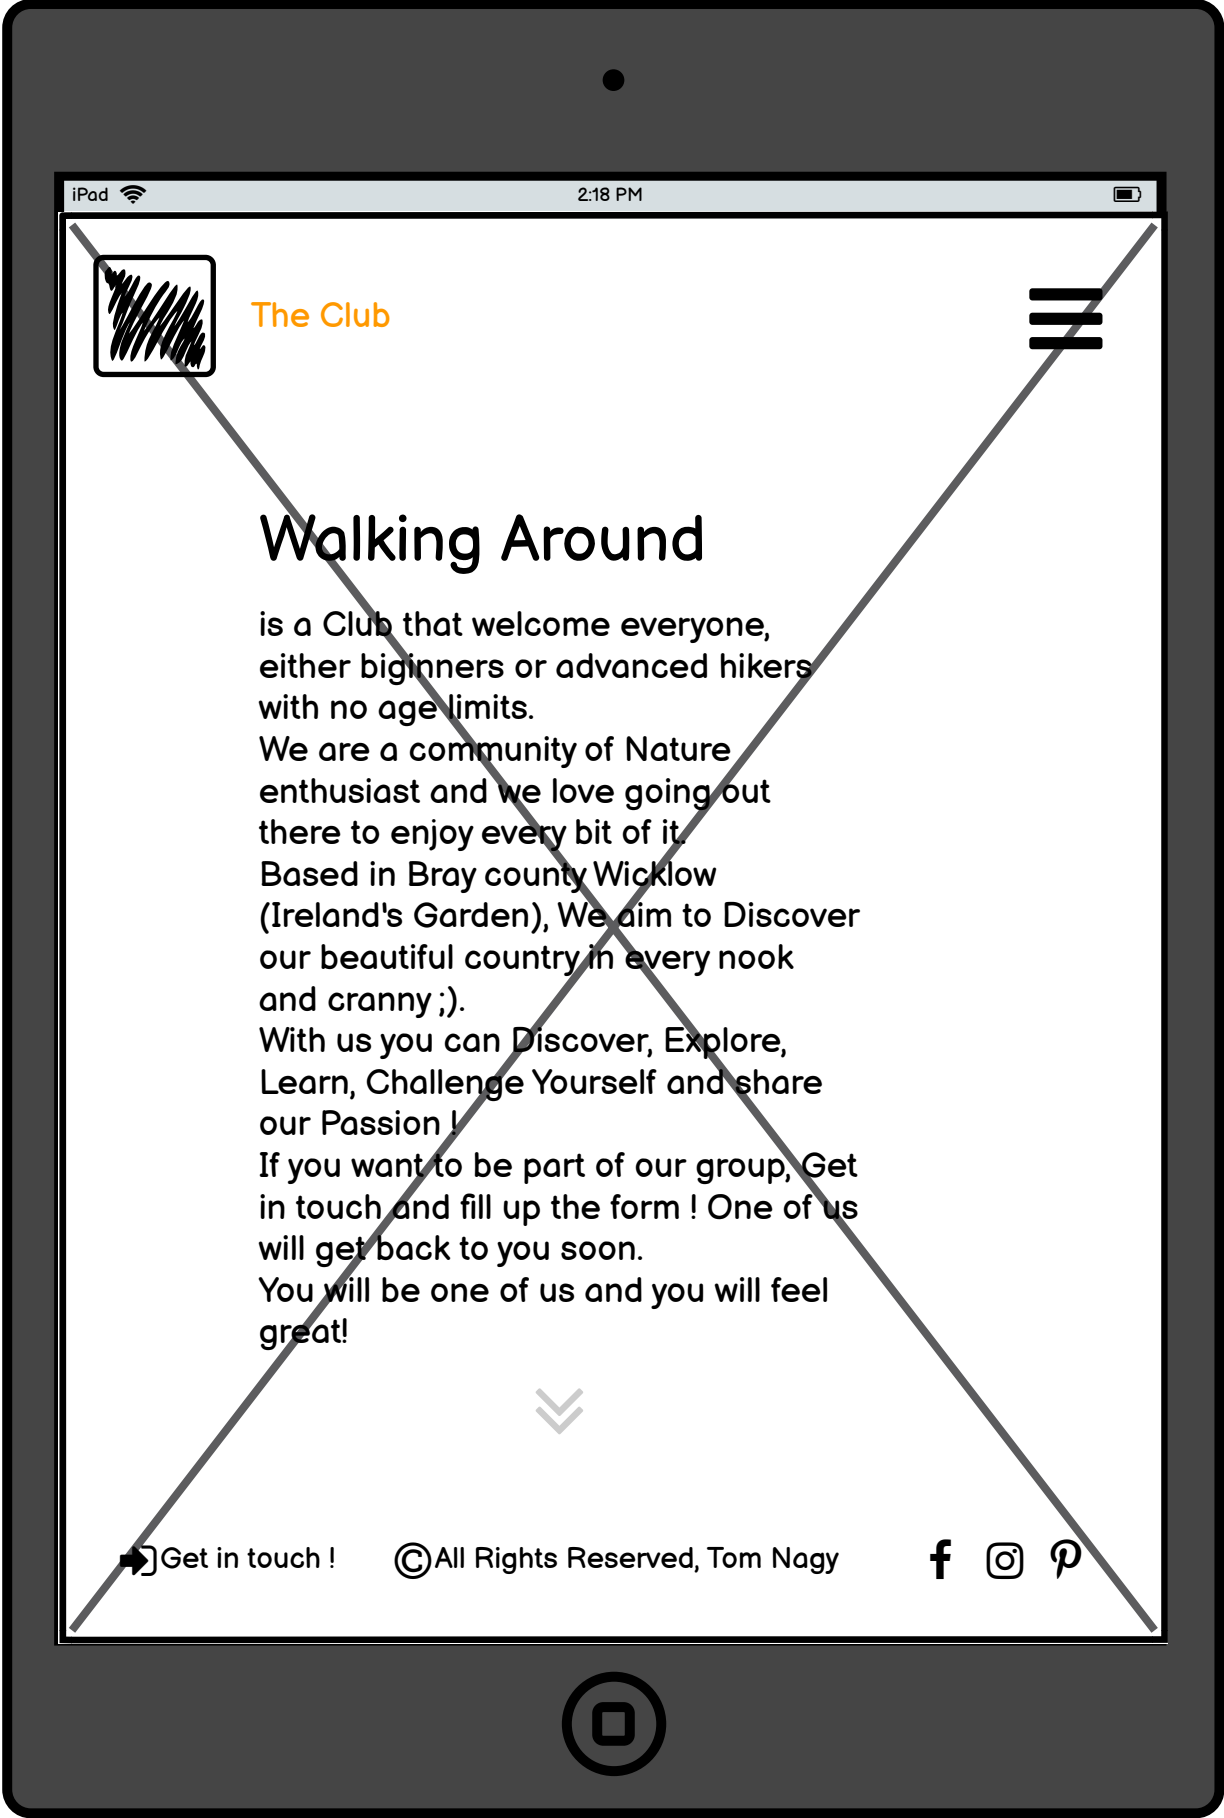 iPad
2:18 PM
The Club
Walking Around
is a Club that welcome everyone,
either biginners or advanced hikers
with no age limits.
We are a community of Nature
enthusiast and we love going out
there to enjoy every bit of it.
Based in Bray county Wicklow
(Ireland's Garden), We aim to Discover
our beautiful country in every nook
and cranny ;).
With us you can Discover, Explore,
Learn, Challenge Yourself and share
our Passion !
If you want to be part of our group, Get
in touch and fill up the form ! One of us
will get back to you soon.
You will be one of us and you will feel
great!
Get in touch !
©All Rights Reserved, Tom Nagy